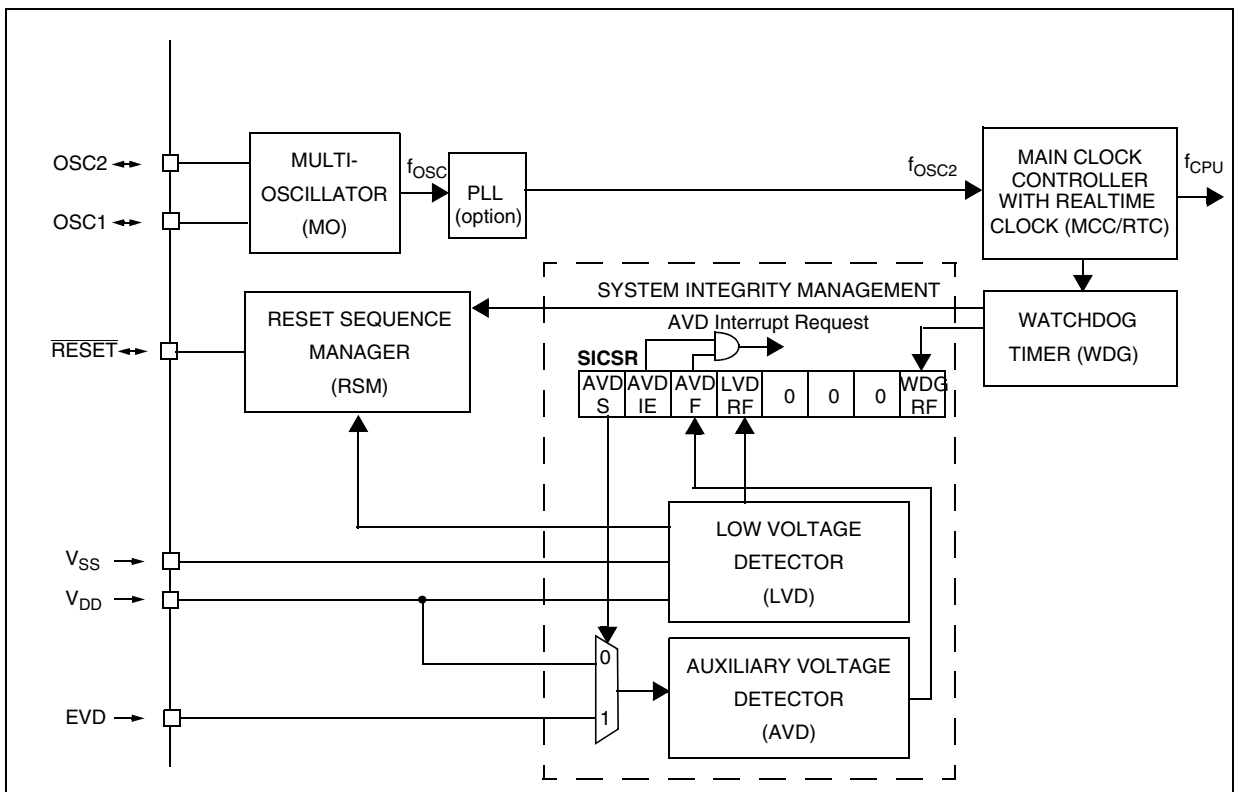 OSC2
OSC1
MULTI-
OSCILLATOR
(MO)
fOSC
PLL
(option)
fOSC2
MAIN CLOCK
CONTROLLER
WITH REALTIME
CLOCK (MCC/RTC)
fCPU
RESET
RESET SEQUENCE
MANAGER
(RSM)
SYSTEM INTEGRITY MANAGEMENT
AVD Interrupt Request
WATCHDOG
TIMER (WDG)
SICSR
AVD AVD AVD LVD 0 0 0 WDG
S IE F RF RF
LOW VOLTAGE
DETECTOR
(LVD)
VSS
VDD
0
1
EVD
AUXILIARY VOLTAGE
DETECTOR
(AVD)